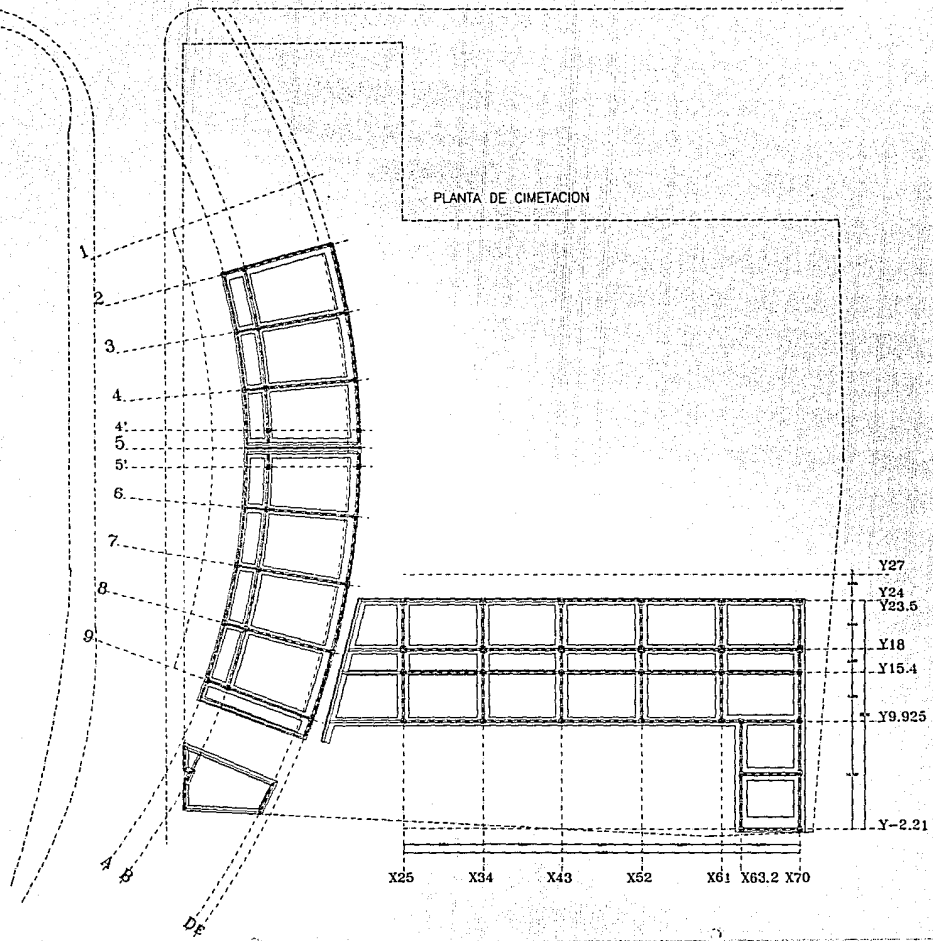 PLANTA DE CIMETACION
1
2
3
4
4'
5
5'
6
7
8
9
Y27
Y24
Y23.5
Y18
Y15.4
Y9.925
Y-2.21
A
B
D
E
X25 X34 X43 X52 X61 X63.2 X70